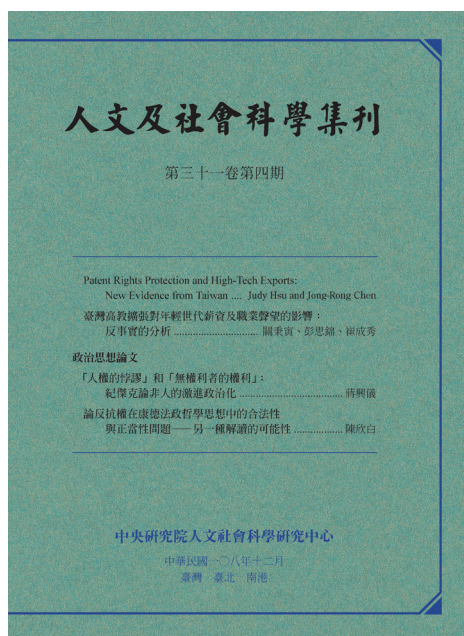 人文及社會科學集刊
第三十一卷第四期
Patent Rights Protection and High-Tech Exports:
New Evidence from Taiwan .... Judy Hsu and Jong-Rong Chen
臺灣高教擴張對年輕世代薪資及職業聲望的影響：
反事實的分析 .............................. 關秉寅、彭思錦、崔成秀
政治思想論文
「人權的悖謬」和「無權利者的權利」：
紀傑克論非人的激進政治化 ..................................... 蔣興儀
論反抗權在康德法政哲學思想中的合法性
與正當性問題——另一種解讀的可能性 ................. 陳欣白
中央研究院人文社會科學研究中心
中華民國一〇八年十二月
臺灣 臺北 南港